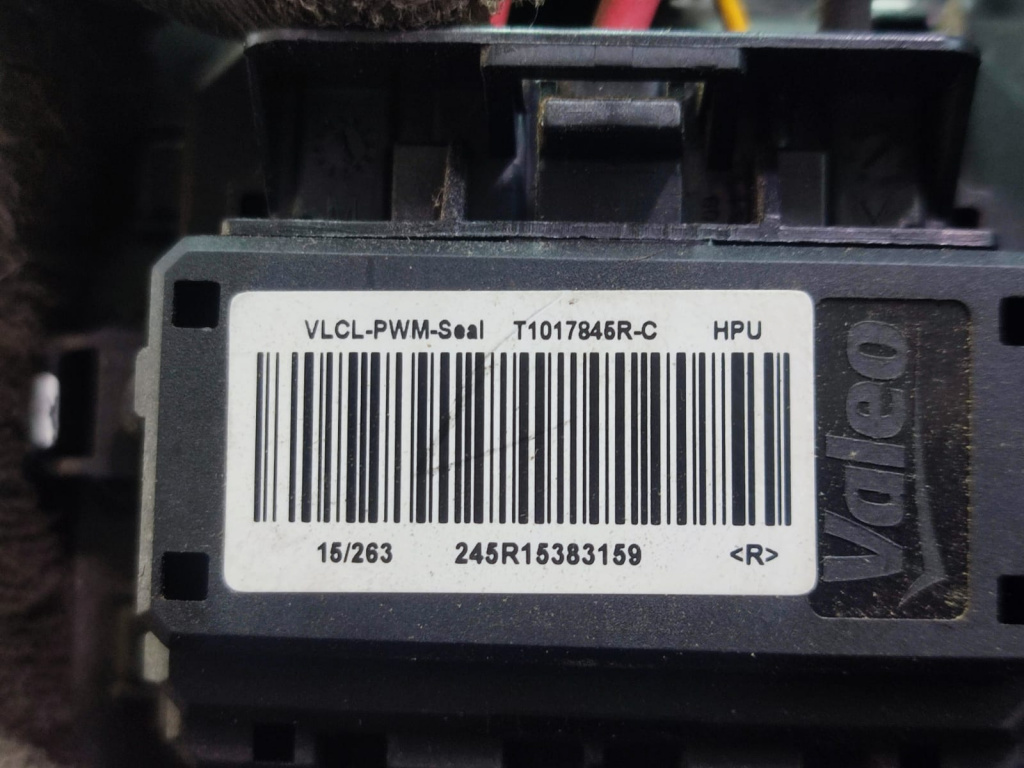 VLCL-PWM-Seal T1017845R-C HPU
15/263 245R15383159 <R>
Valeo